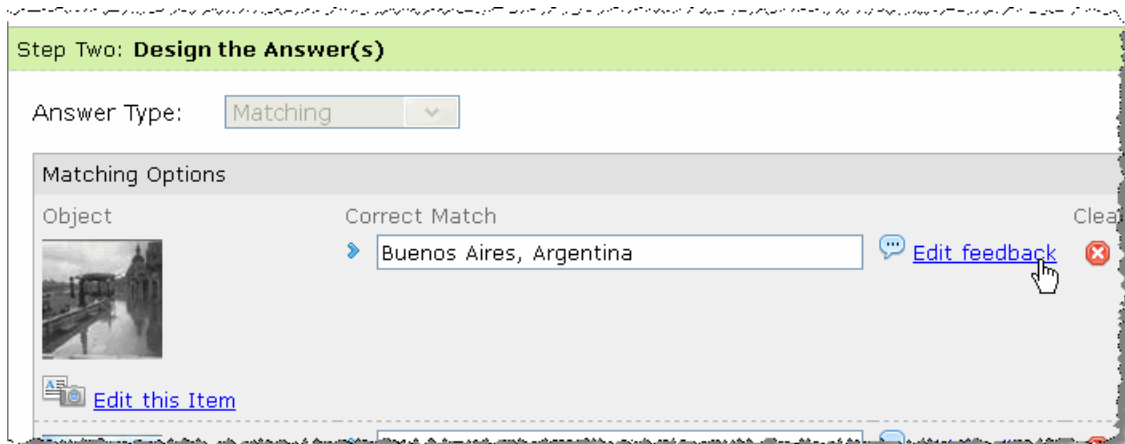 Step Two: Design the Answer(s)
Answer Type: Matching
Matching Options
Object Correct Match Clea
Buenos Aires, Argentina Edit feedback
Edit this Item